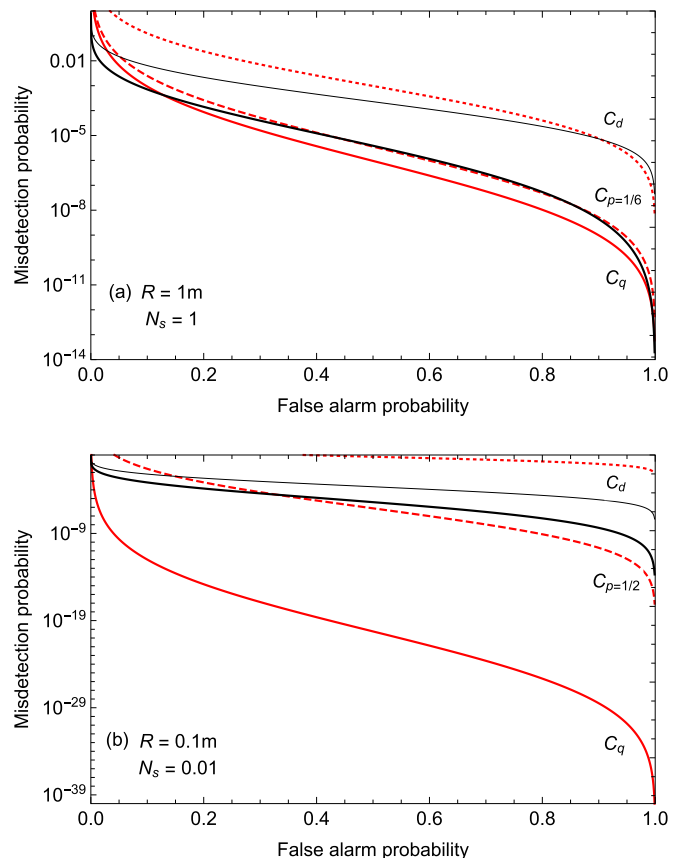 0.01
10⁻⁵
10⁻⁸
10⁻¹¹
10⁻¹⁴
Misdetection probability
C_d
C_{p=1/6}
C_q
(a) R = 1m
N_s = 1
0.0 0.2 0.4 0.6 0.8 1.0
False alarm probability
10⁻⁹
10⁻¹⁹
10⁻²⁹
10⁻³⁹
Misdetection probability
C_d
C_{p=1/2}
C_q
(b) R = 0.1m
N_s = 0.01
0.0 0.2 0.4 0.6 0.8 1.0
False alarm probability